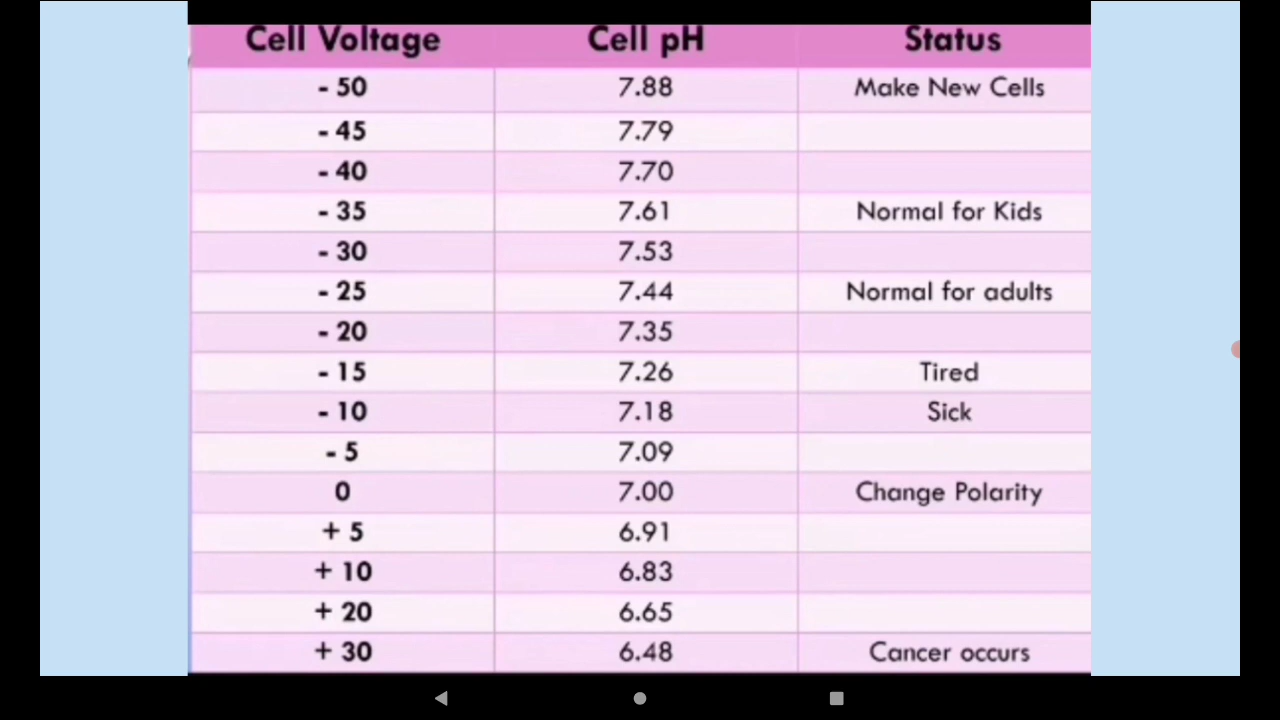 Cell Voltage Cell pH Status
- 50 7.88 Make New Cells
- 45 7.79
- 40 7.70
- 35 7.61 Normal for Kids
- 30 7.53
- 25 7.44 Normal for adults
- 20 7.35
- 15 7.26 Tired
- 10 7.18 Sick
- 5 7.09
0 7.00 Change Polarity
+ 5 6.91
+ 10 6.83
+ 20 6.65
+ 30 6.48 Cancer occurs